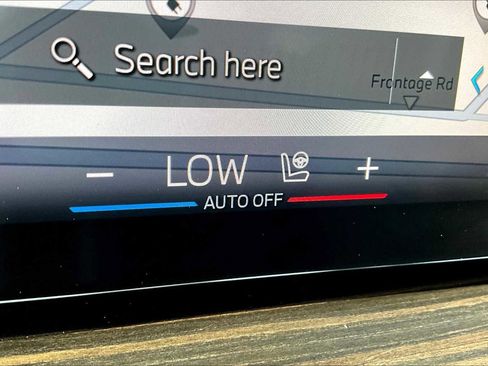 Search here
Frontage Rd
− LOW +
AUTO OFF